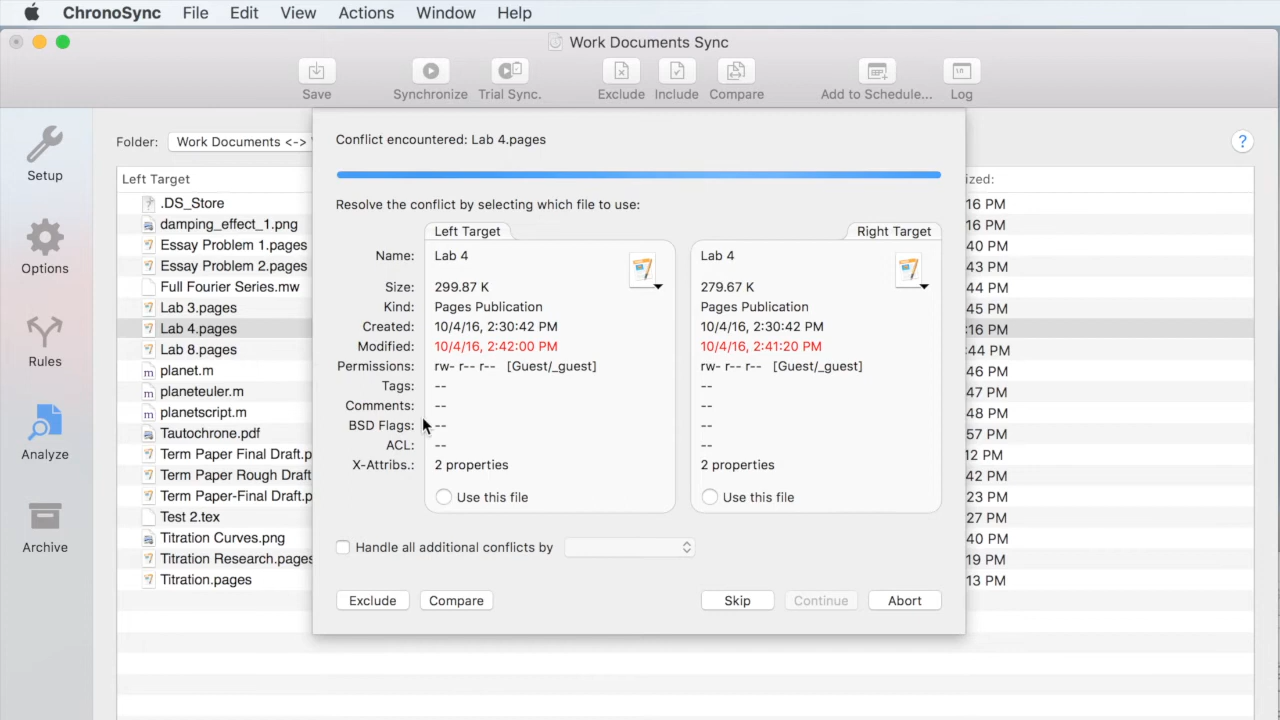 ChronoSync File Edit View Actions Window Help
Work Documents Sync
Save Synchronize Trial Sync. Exclude Include Compare Add to Schedule... Log
Setup
Options
Rules
Analyze
Archive
Folder: Work Documents <-> ?
Left Target
.DS_Store
damping_effect_1.png
Essay Problem 1.pages
Essay Problem 2.pages
Full Fourier Series.mw
Lab 3.pages
Lab 4.pages
Lab 8.pages
planet.m
planeteuler.m
planetscript.m
Tautochrone.pdf
Term Paper Final Draft.p
Term Paper Rough Draft
Term Paper-Final Draft.p
Test 2.tex
Titration Curves.png
Titration Research.pages
Titration.pages
Conflict encountered: Lab 4.pages
Resolve the conflict by selecting which file to use:
Left Target Right Target
Name: Lab 4 Lab 4
Size: 299.87 K 279.67 K
Kind: Pages Publication Pages Publication
Created: 10/4/16, 2:30:42 PM 10/4/16, 2:30:42 PM
Modified: 10/4/16, 2:42:00 PM 10/4/16, 2:41:20 PM
Permissions: rw- r-- r-- [Guest/_guest] rw- r-- r-- [Guest/_guest]
Tags: -- --
Comments: -- --
BSD Flags: -- --
ACL: -- --
X-Attribs.: 2 properties 2 properties
Use this file Use this file
Handle all additional conflicts by
Exclude Compare Skip Continue Abort
ized:
16 PM
16 PM
40 PM
43 PM
44 PM
45 PM
:16 PM
:44 PM
46 PM
47 PM
48 PM
57 PM
12 PM
42 PM
23 PM
27 PM
40 PM
19 PM
13 PM